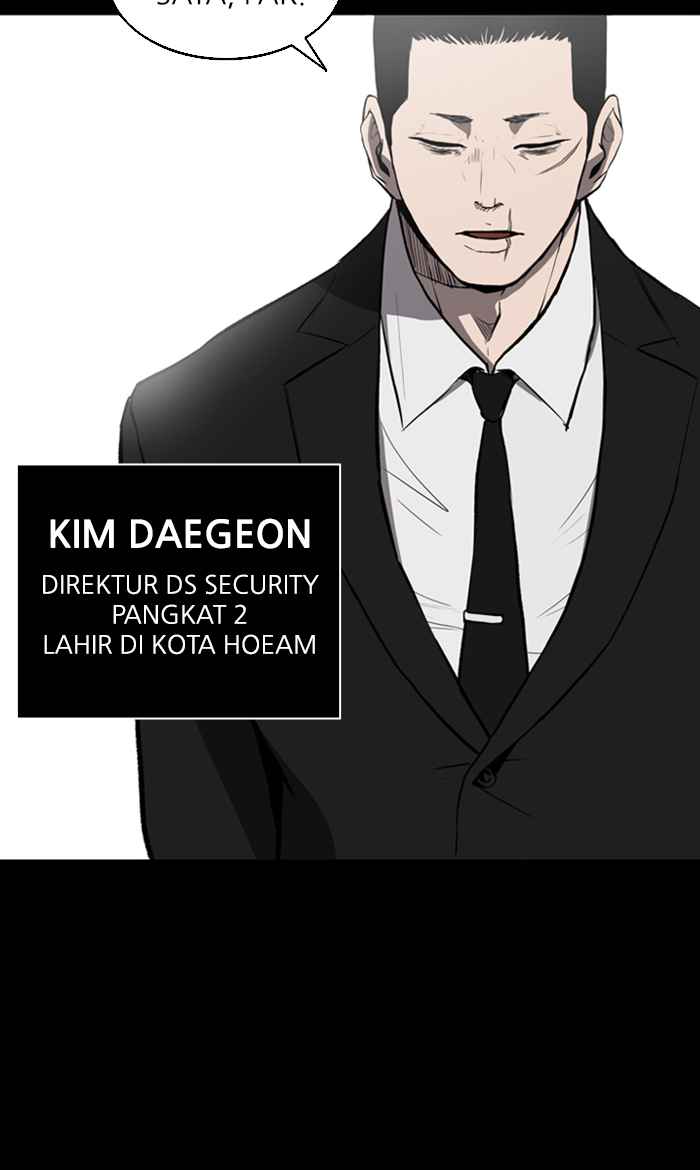 KIM DAEGEON
DIREKTUR DS SECURITY
PANGKAT 2
LAHIR DI KOTA HOEAM